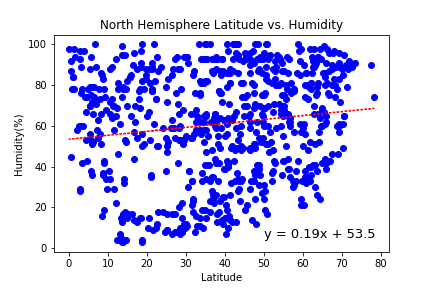 North Hemisphere Latitude vs. Humidity
100
80
60
40
20
0
Humidity(%)
y = 0.19x + 53.5
0 10 20 30 40 50 60 70 80
Latitude